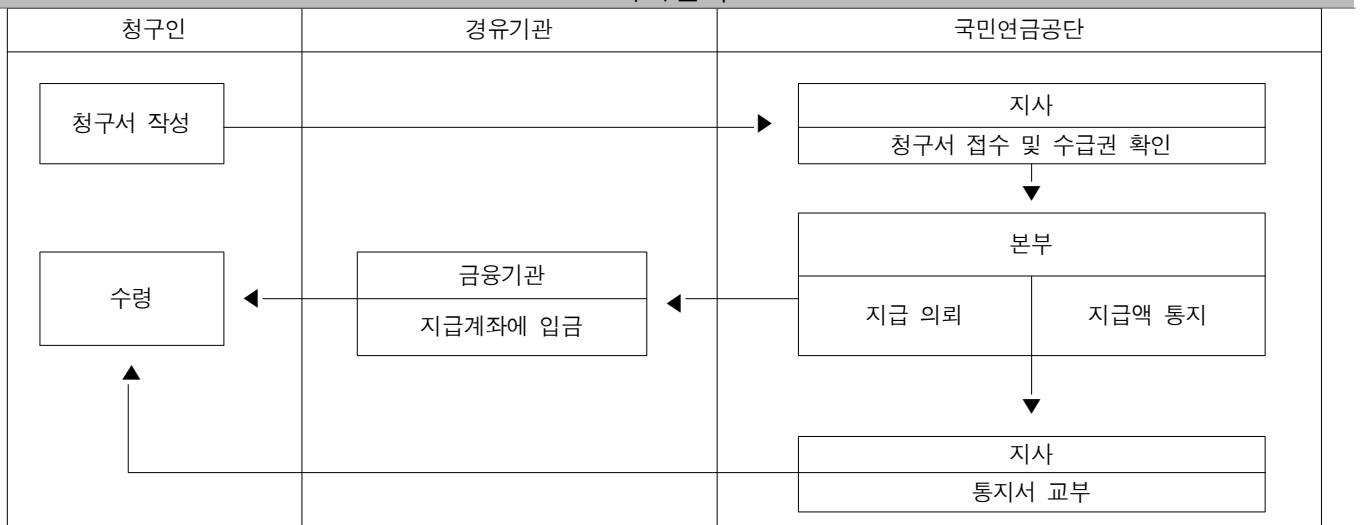 청구인
경유기관
국민연금공단
청구서 작성
지사
청구서 접수 및 수급권 확인
본부
지급 의뢰
지급액 통지
금융기관
지급계좌에 입금
수령
지사
통지서 교부